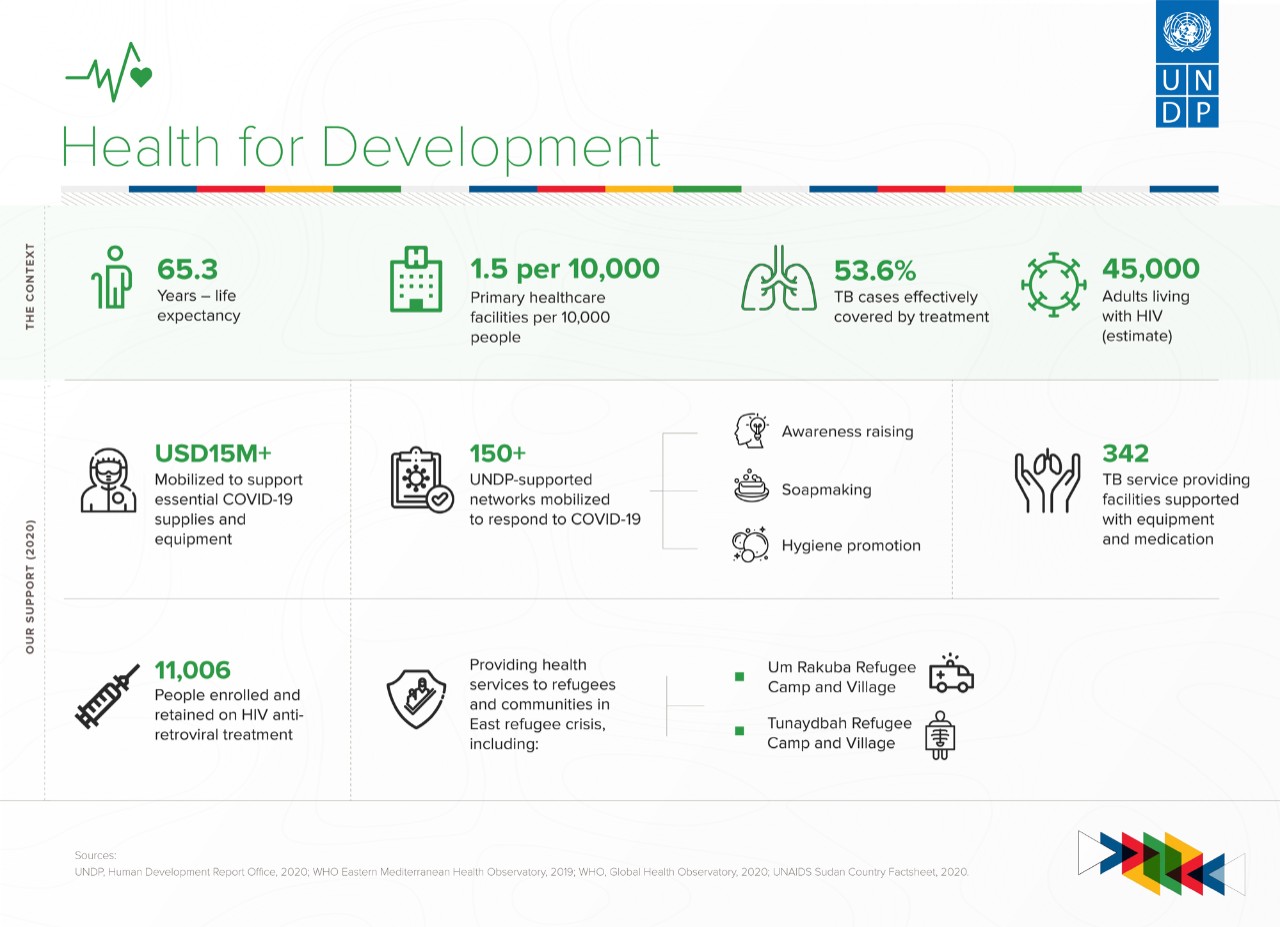 UN
DP
Health for Development
THE CONTEXT
65.3
Years – life
expectancy
1.5 per 10,000
Primary healthcare
facilities per 10,000
people
53.6%
TB cases effectively
covered by treatment
45,000
Adults living
with HIV
(estimate)
OUR SUPPORT (2020)
USD15M+
Mobilized to support
essential COVID-19
supplies and
equipment
150+
UNDP-supported
networks mobilized
to respond to COVID-19
Awareness raising
Soapmaking
Hygiene promotion
342
TB service providing
facilities supported
with equipment
and medication
11,006
People enrolled and
retained on HIV anti-
retroviral treatment
Providing health
services to refugees
and communities in
East refugee crisis,
including:
Um Rakuba Refugee
Camp and Village
Tunaydbah Refugee
Camp and Village
Sources:
UNDP, Human Development Report Office, 2020; WHO Eastern Mediterranean Health Observatory, 2019; WHO, Global Health Observatory, 2020; UNAIDS Sudan Country Factsheet, 2020.